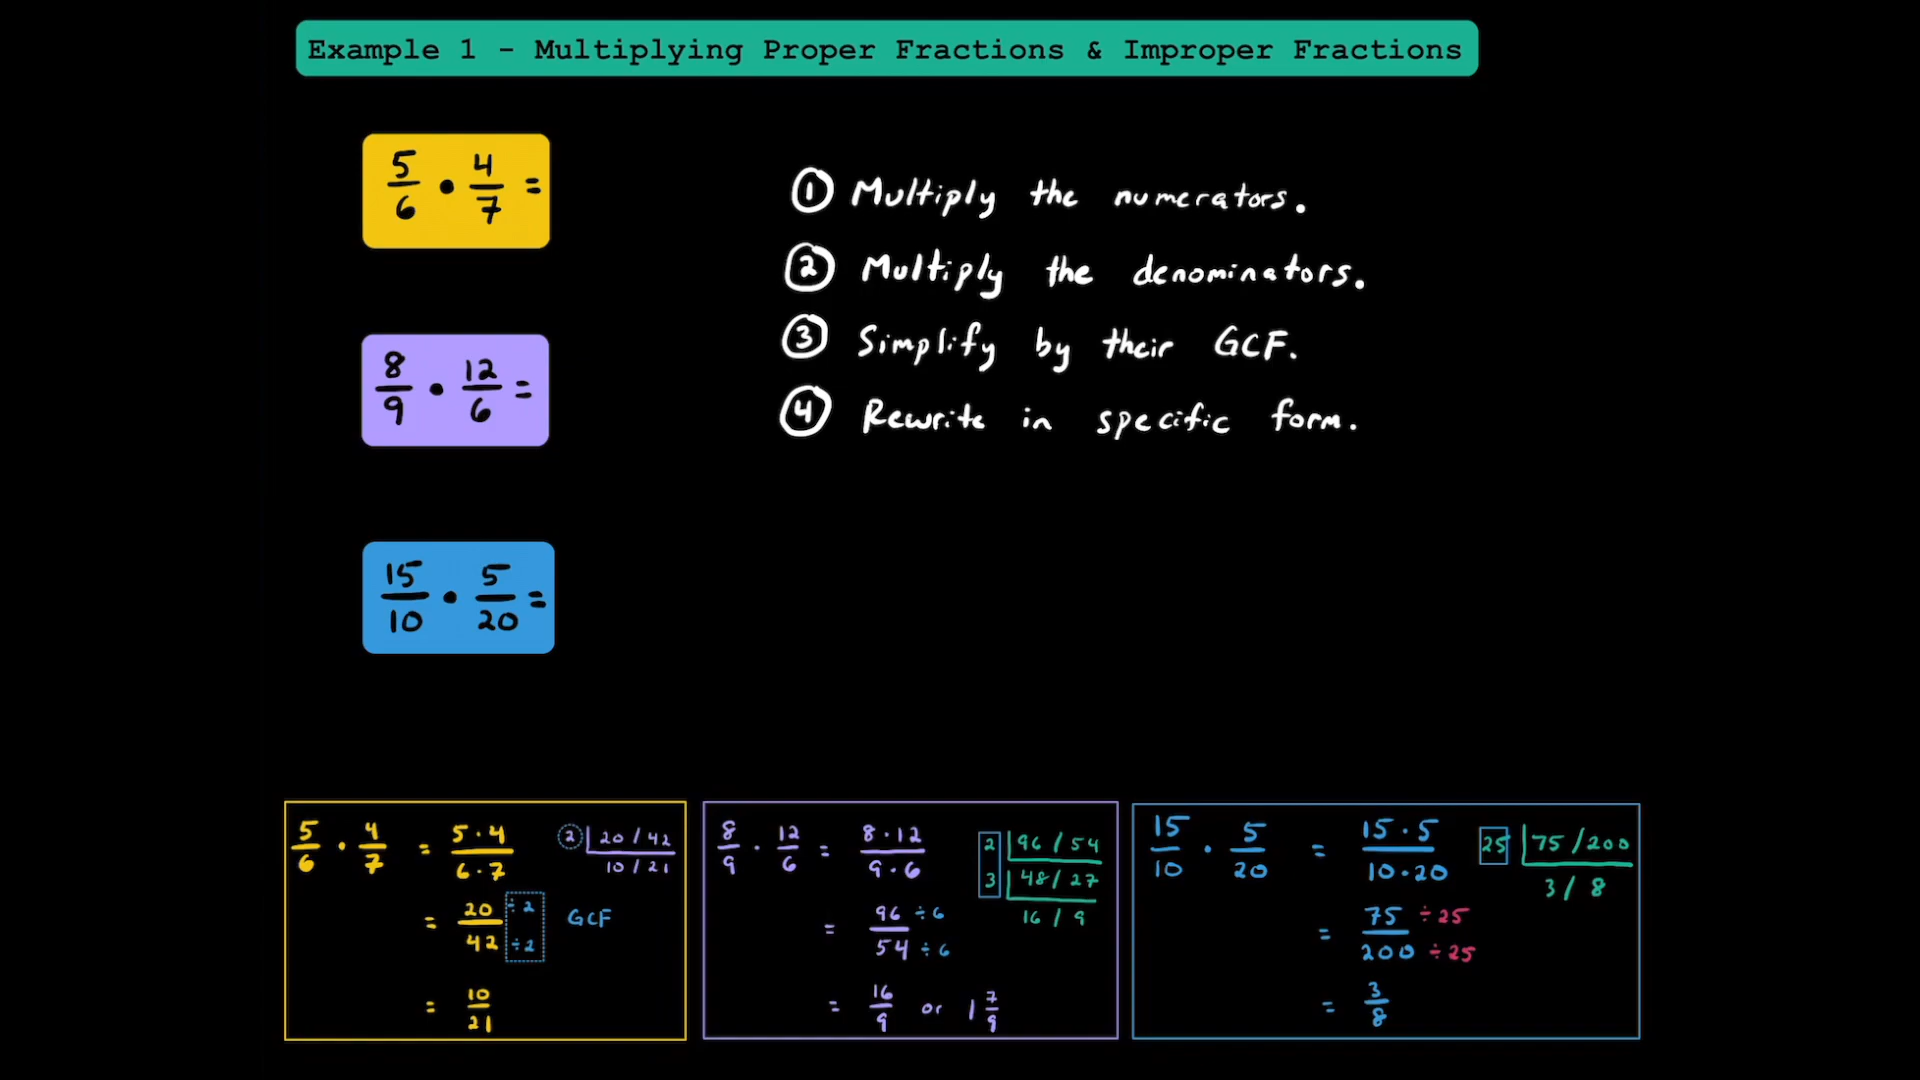 Example 1 - Multiplying Proper Fractions & Improper Fractions
5/6 • 4/7 =
① Multiply the numerators.
② Multiply the denominators.
8/9 • 12/6 =
③ Simplify by their GCF.
④ Rewrite in specific form.
15/10 • 5/20 =
5/6 · 4/7 = 5·4/6·7
2 | 20 / 42
10 / 21
= 20/42 ÷2 ÷2 GCF
= 10/21
8/9 · 12/6 = 8·12/9·6
2 | 96 / 54
3 | 48 / 27
16 / 9
= 96/54 ÷6 ÷6
= 16/9 or 1 7/9
15/10 · 5/20 = 15·5/10·20
25 | 75 / 200
3 / 8
= 75/200 ÷25 ÷25
= 3/8